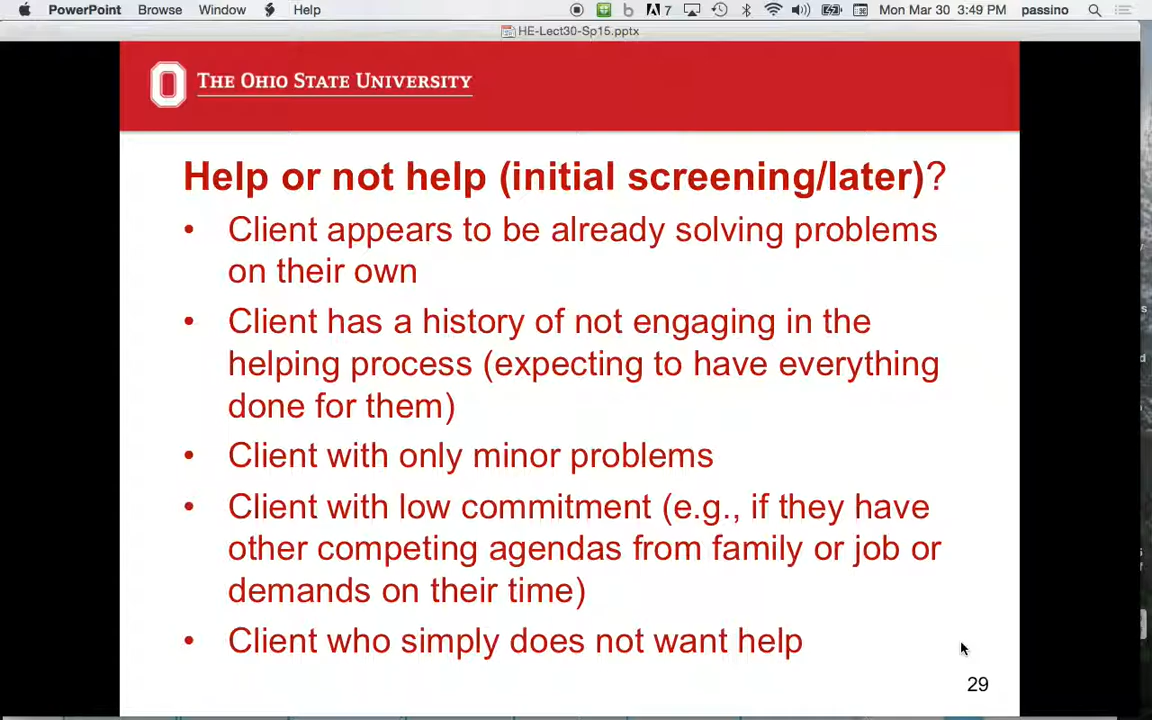 PowerPoint Browse Window Help 7 Mon Mar 30 3:49 PM passino
HE-Lect30-Sp15.pptx
THE OHIO STATE UNIVERSITY
Help or not help (initial screening/later)?
• Client appears to be already solving problems
on their own
• Client has a history of not engaging in the
helping process (expecting to have everything
done for them)
• Client with only minor problems
• Client with low commitment (e.g., if they have
other competing agendas from family or job or
demands on their time)
• Client who simply does not want help
29